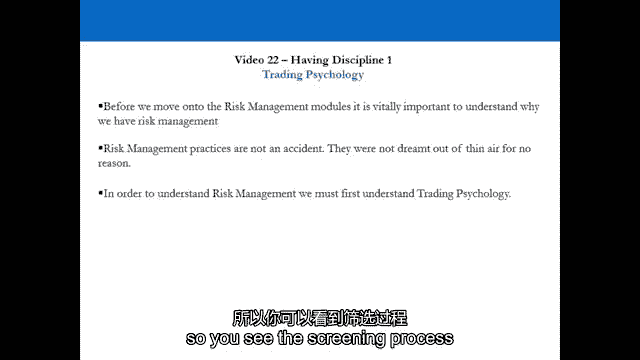 Video 22 – Having Discipline 1
Trading Psychology
▪Before we move onto the Risk Management modules it is vitally important to understand why
we have risk management
▪Risk Management practices are not an accident. They were not dreamt out of thin air for no
reason.
▪In order to understand Risk Management we must first understand Trading Psychology.
所以你可以看到筛选过程
so you see the screening process